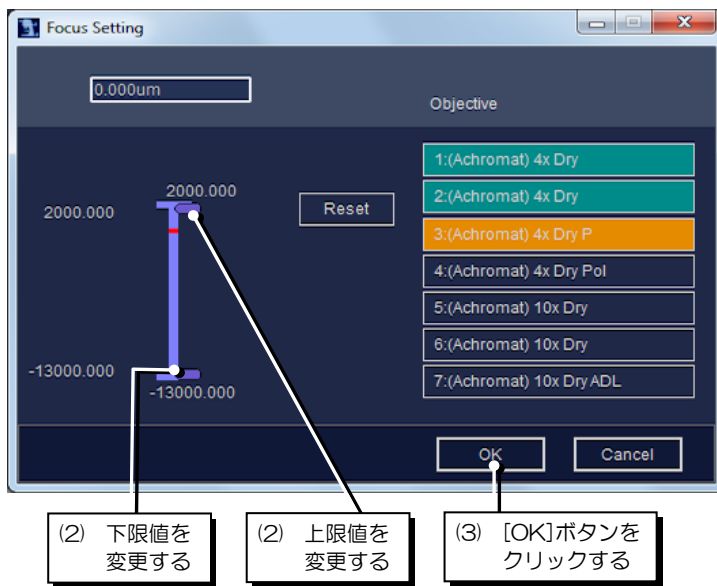 Focus Setting
0.000um
Objective
1:(Achromat) 4x Dry
2:(Achromat) 4x Dry
3:(Achromat) 4x Dry P
4:(Achromat) 4x Dry Pol
5:(Achromat) 10x Dry
6:(Achromat) 10x Dry
7:(Achromat) 10x Dry ADL
2000.000
2000.000
Reset
-13000.000
-13000.000
OK
Cancel
(2) 下限値を
変更する
(2) 上限値を
変更する
(3) [OK]ボタンを
クリックする